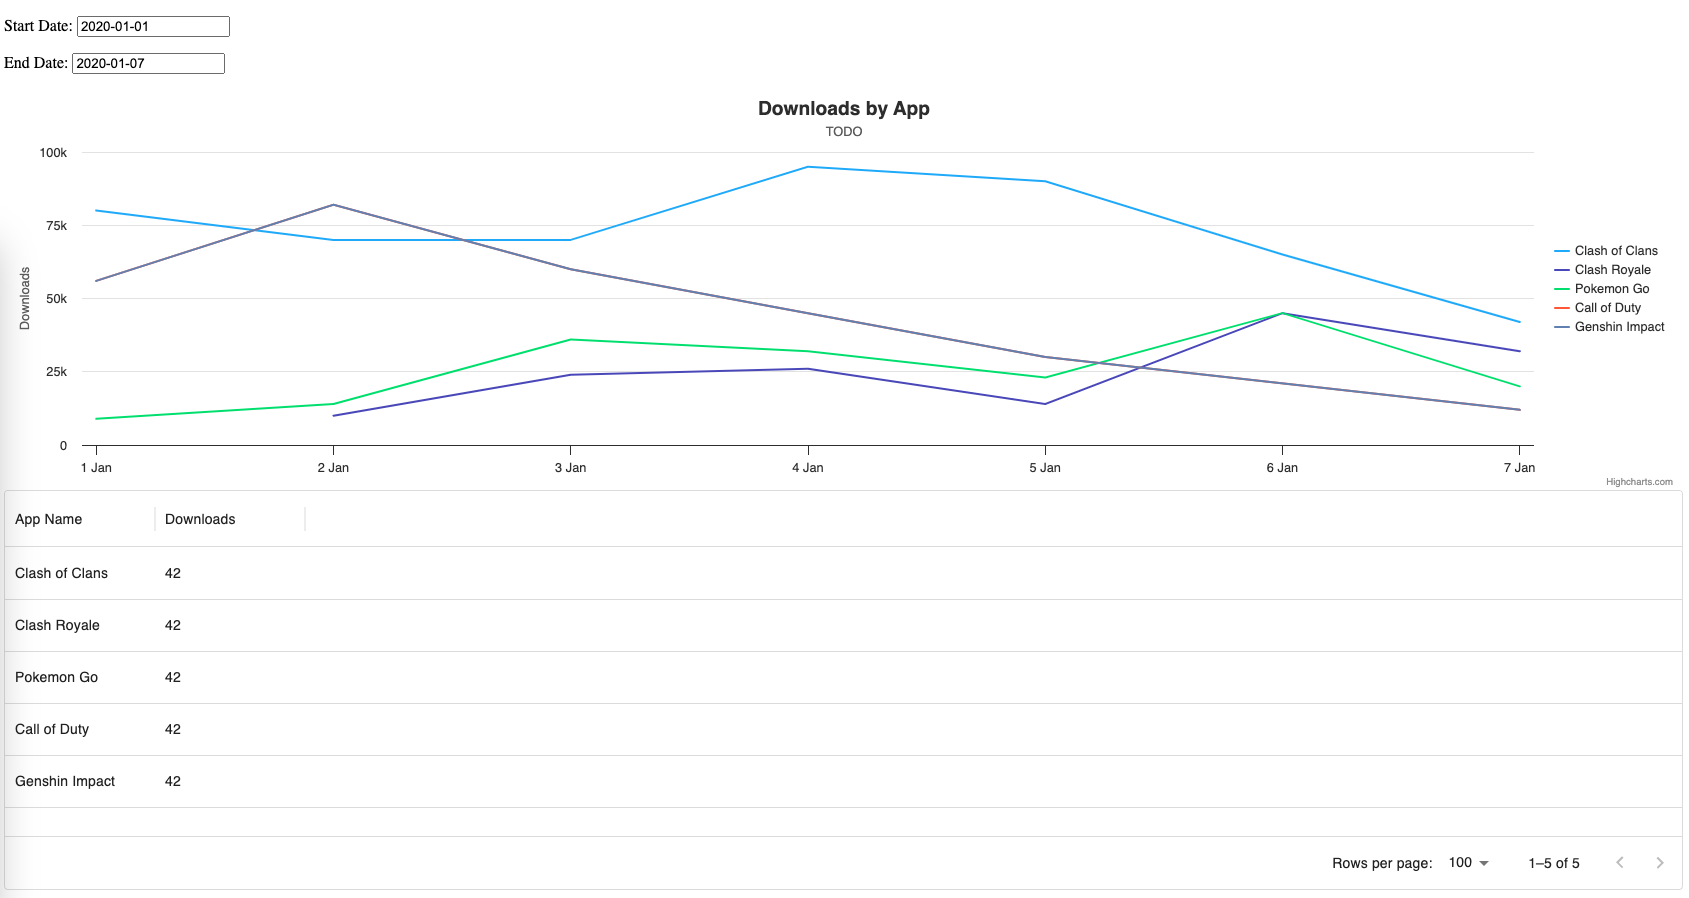 Start Date: 2020-01-01
End Date: 2020-01-07
Downloads by App
TODO
100k
75k
50k
25k
0
Downloads
1 Jan
2 Jan
3 Jan
4 Jan
5 Jan
6 Jan
7 Jan
Clash of Clans
Clash Royale
Pokemon Go
Call of Duty
Genshin Impact
Highcharts.com
App Name Downloads
Clash of Clans 42
Clash Royale 42
Pokemon Go 42
Call of Duty 42
Genshin Impact 42
Rows per page: 100 1–5 of 5